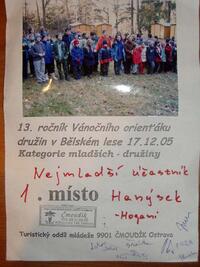 13. ročník Vánočního orienťáku
družin v Bělském lese 17.12.05
Kategorie mladších - družiny
Nejmladší účastník
1. místo Hanýsek
-Hogani
Čmoudík
Turistický oddíl mládeže 9901 ČMOUDÍK Ostrava